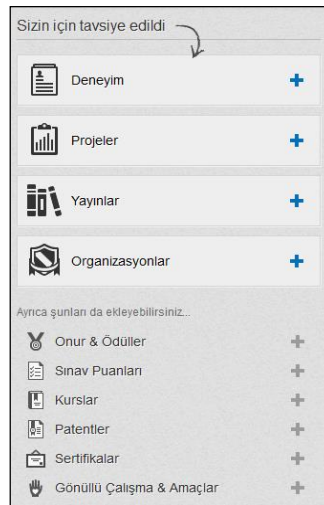 Sizin için tavsiye edildi
Deneyim
Projeler
Yayınlar
Organizasyonlar
Ayrıca şunları da ekleyebilirsiniz...
Onur & Ödüller
Sınav Puanları
Kurslar
Patentler
Sertifikalar
Gönüllü Çalışma & Amaçlar